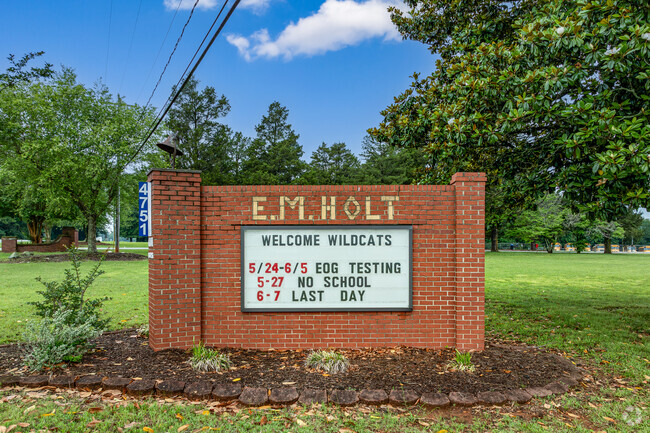 4751
E.M. HOLT
WELCOME WILDCATS
5/24-6/5 EOG TESTING
5-27 NO SCHOOL
6-7 LAST DAY